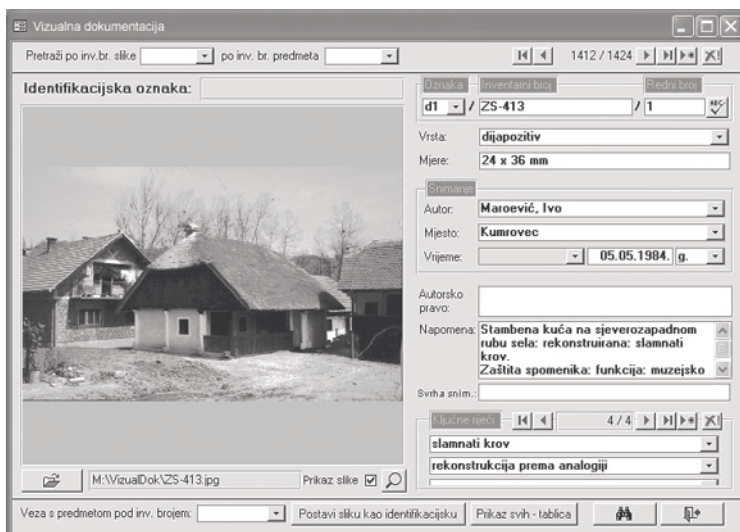 Vizualna dokumentacija
Pretraži po inv.br. slike po inv. br. predmeta 1412 / 1424
Identifikacijska oznaka:
Oznaka Inventarni broj Redni broj
d1 / ZS-413 / 1
Vrsta: dijapozitiv
Mjere: 24 x 36 mm
Snimanje
Autor: Maroević, Ivo
Mjesto: Kumrovec
Vrijeme: 05.05.1984. g.
Autorsko
pravo:
Napomena: Stambena kuća na sjeverozapadnom
rubu sela: rekonstruirana: slamnati
krov.
Zaštita spomenika: funkcija: muzejsko
Svrha snim.:
Ključne riječi 4 / 4
slamnati krov
rekonstrukcija prema analogiji
M:\VizualDok\ZS-413.jpg Prikaz slike
Veza s predmetom pod inv. brojem: Postavi sliku kao identifikacijsku Prikaz svih - tablica